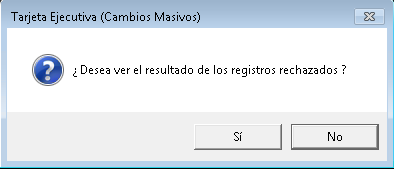 Tarjeta Ejecutiva (Cambios Masivos)
¿ Desea ver el resultado de los registros rechazados ?
Sí
No